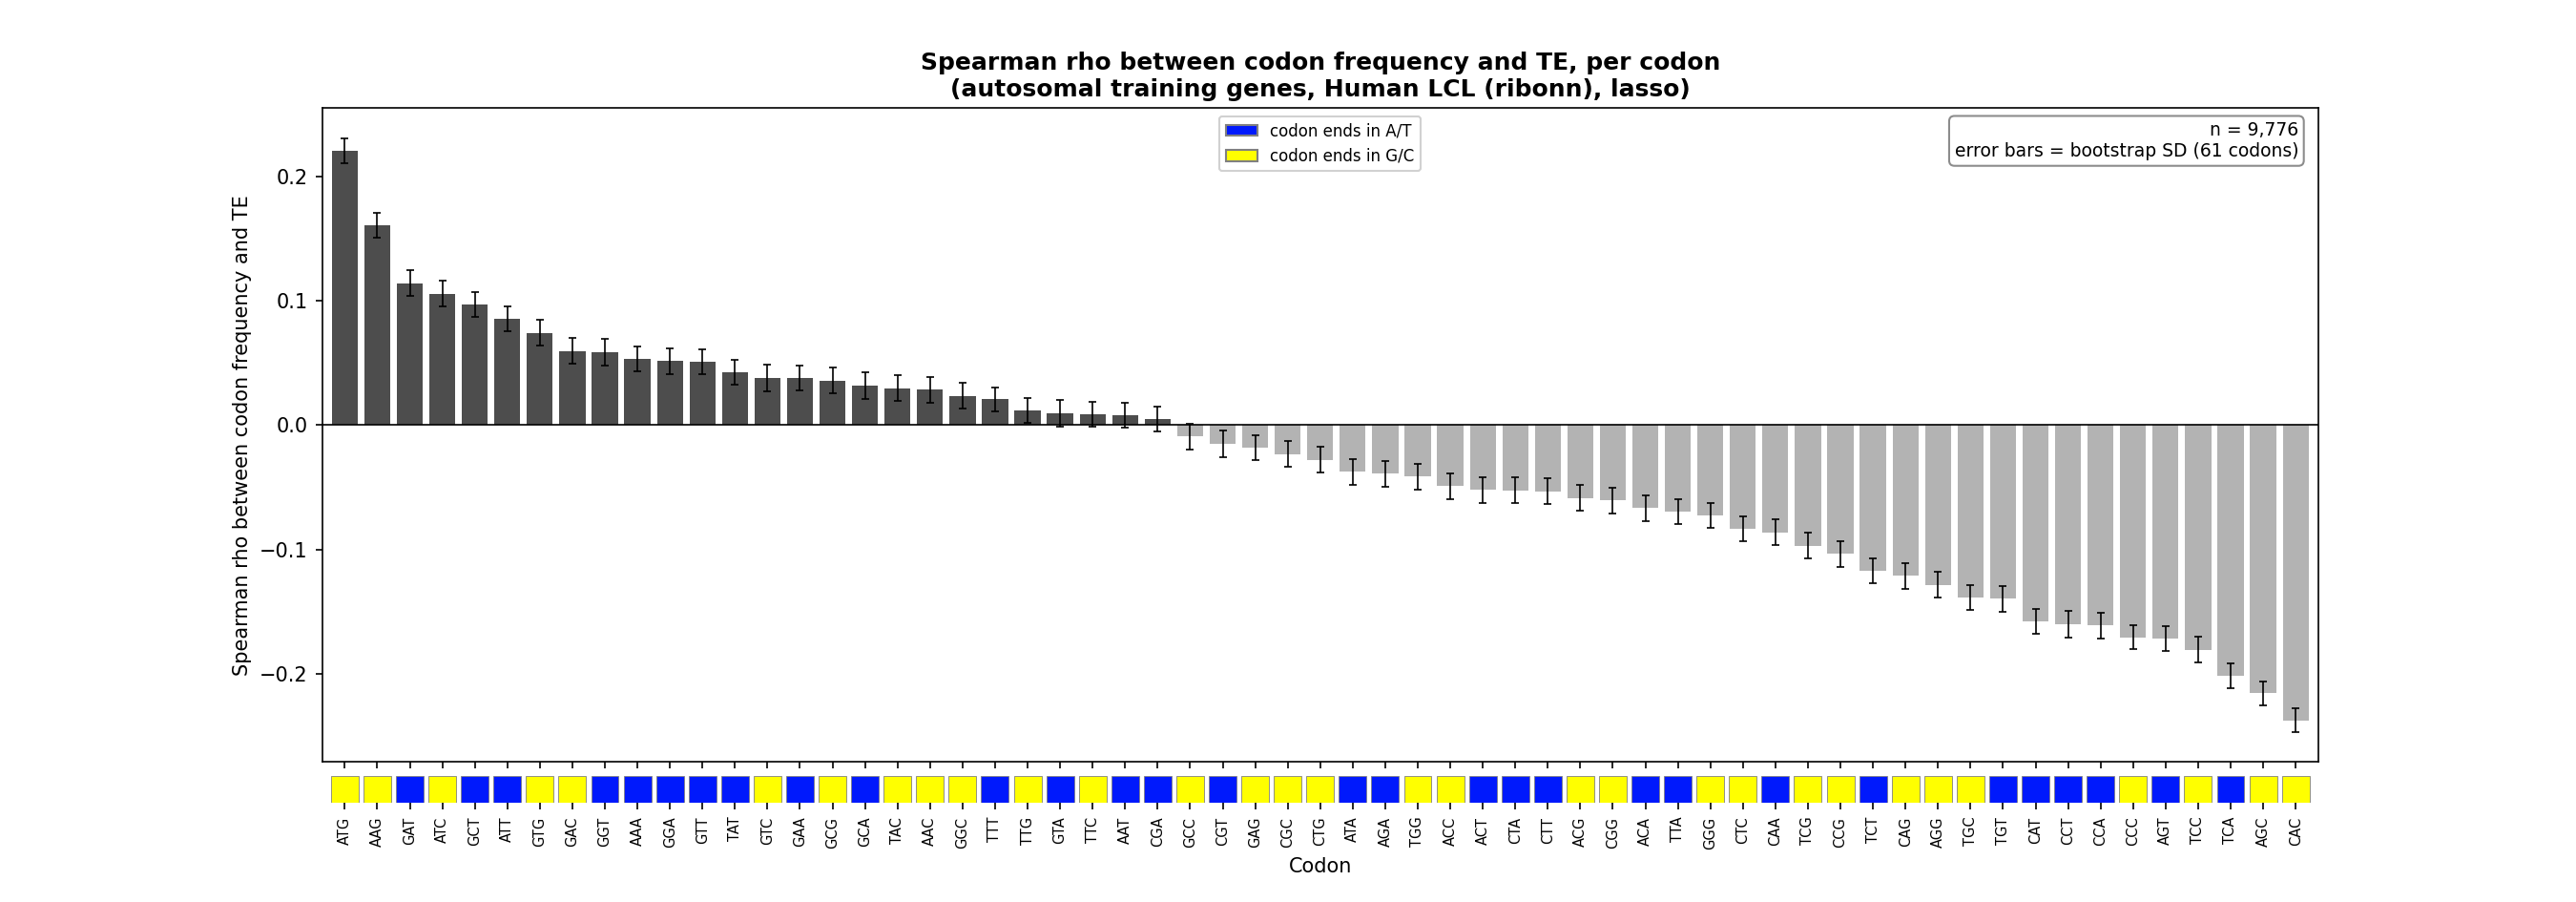 Spearman rho between codon frequency and TE, per codon
(autosomal training genes, Human LCL (ribonn), lasso)
codon ends in A/T
codon ends in G/C
n = 9,776
error bars = bootstrap SD (61 codons)
Spearman rho between codon frequency and TE
0.2
0.1
0.0
−0.1
−0.2
ATG AAG GAT ATC GCT ATT GTG GAC GGT AAA GGA GTT TAT GTC GAA GCG GCA TAC AAC GGC TTT TTG GTA TTC AAT CGA GCC CGT GAG CGC CTG ATA AGA TGG ACC ACT CTA CTT ACG CGG ACA TTA GGG CTC CAA TCG CCG TCT CAG AGG TGC TGT CAT CCT CCA CCC AGT TCC TCA AGC CAC
Codon